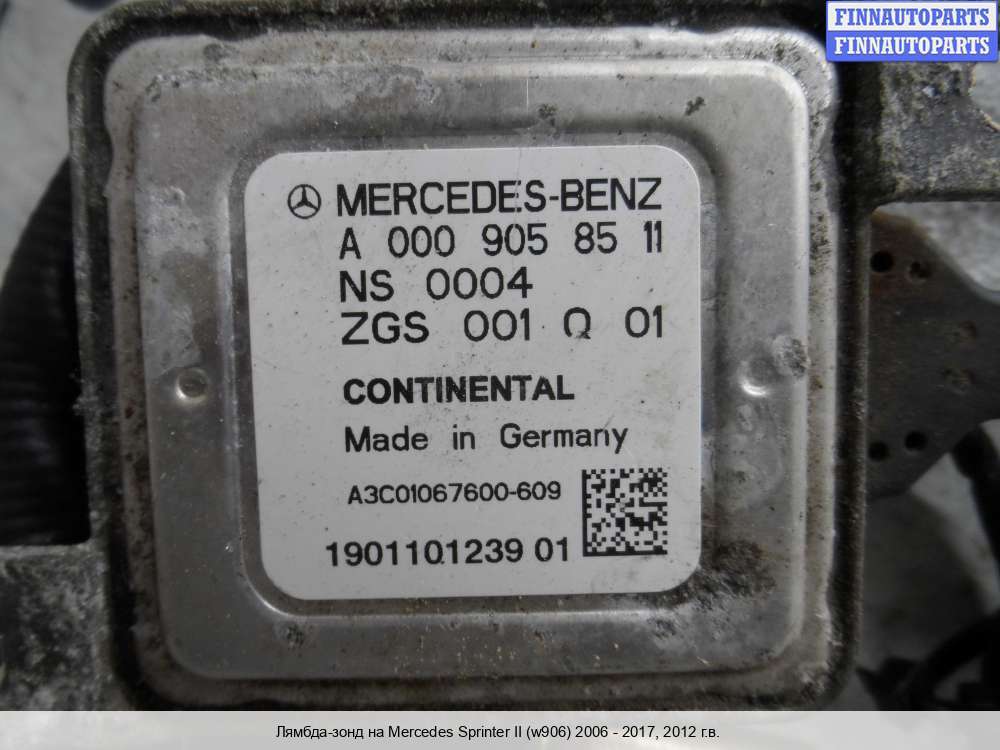 FINNAUTOPARTS
FINNAUTOPARTS
MERCEDES-BENZ
A 000 905 85 11
NS 0004
ZGS 001 Q 01
CONTINENTAL
Made in Germany
A3C01067600-609
1901101239 01
Лямбда-зонд на Mercedes Sprinter II (w906) 2006 - 2017, 2012 г.в.